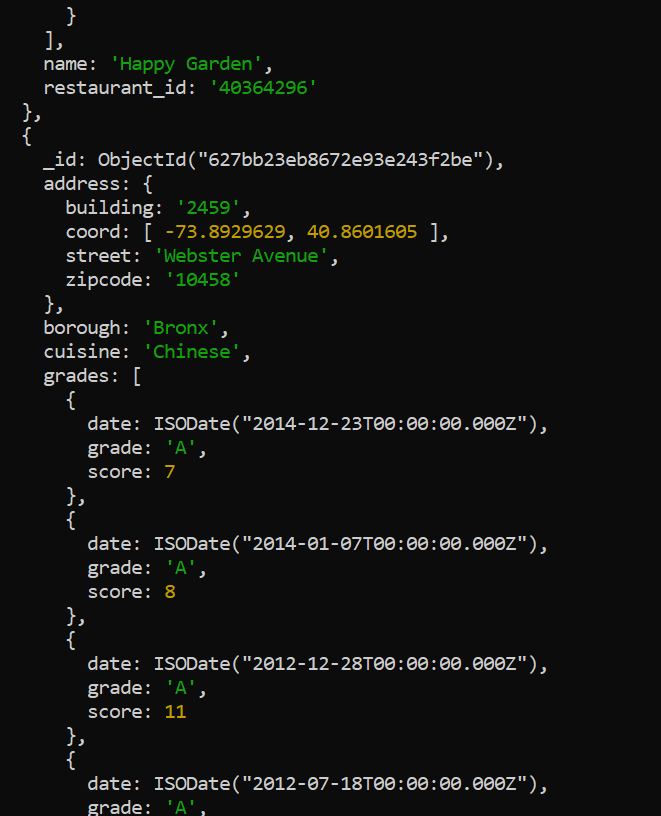 }
],
name: 'Happy Garden',
restaurant_id: '40364296'
},
{
_id: ObjectId("627bb23eb8672e93e243f2be"),
address: {
building: '2459',
coord: [ -73.8929629, 40.8601605 ],
street: 'Webster Avenue',
zipcode: '10458'
},
borough: 'Bronx',
cuisine: 'Chinese',
grades: [
{
date: ISODate("2014-12-23T00:00:00.000Z"),
grade: 'A',
score: 7
},
{
date: ISODate("2014-01-07T00:00:00.000Z"),
grade: 'A',
score: 8
},
{
date: ISODate("2012-12-28T00:00:00.000Z"),
grade: 'A',
score: 11
},
{
date: ISODate("2012-07-18T00:00:00.000Z"),
grade: 'A',